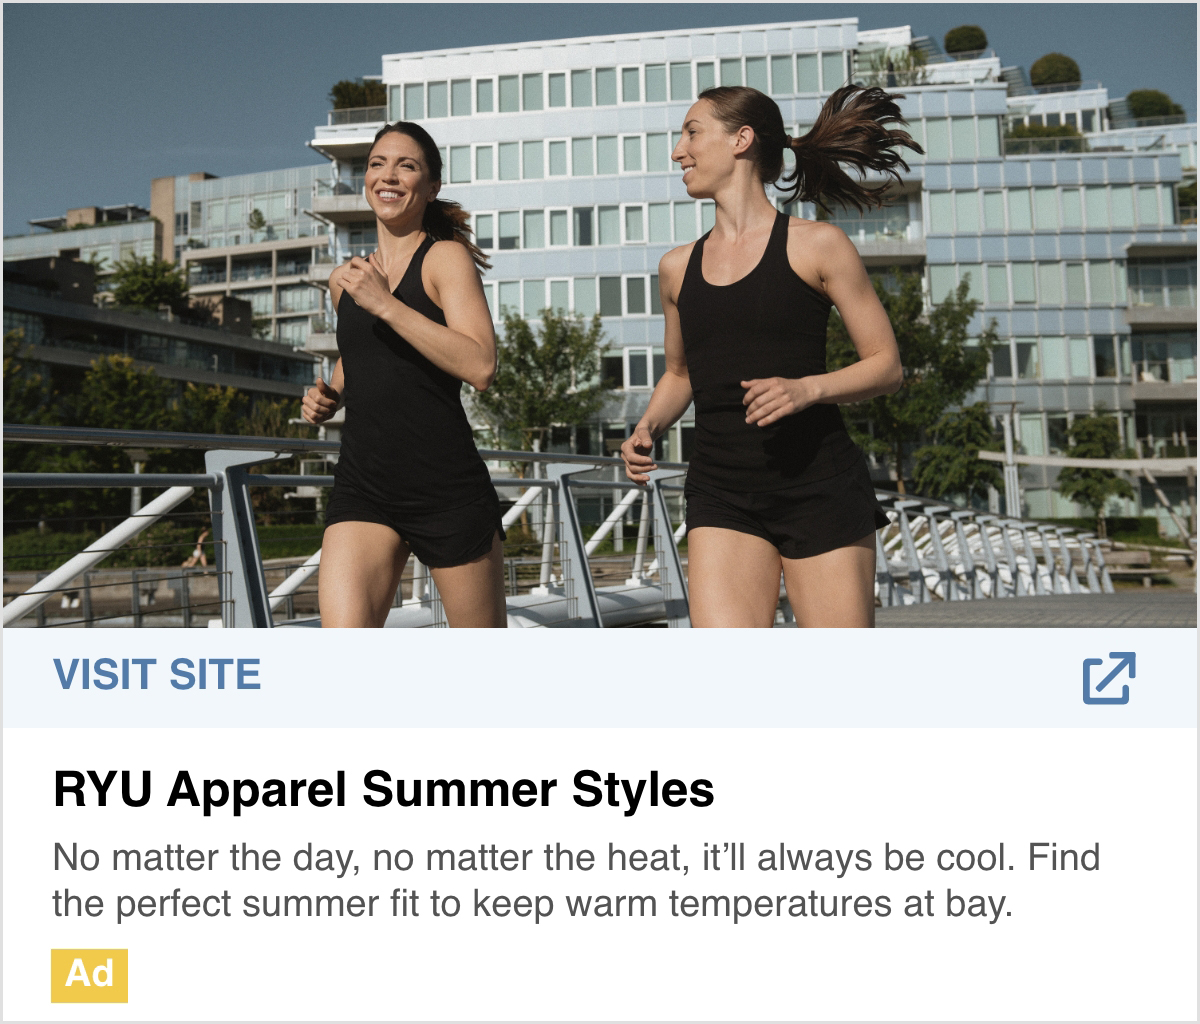 VISIT SITE
RYU Apparel Summer Styles
No matter the day, no matter the heat, it’ll always be cool. Find
the perfect summer fit to keep warm temperatures at bay.
Ad